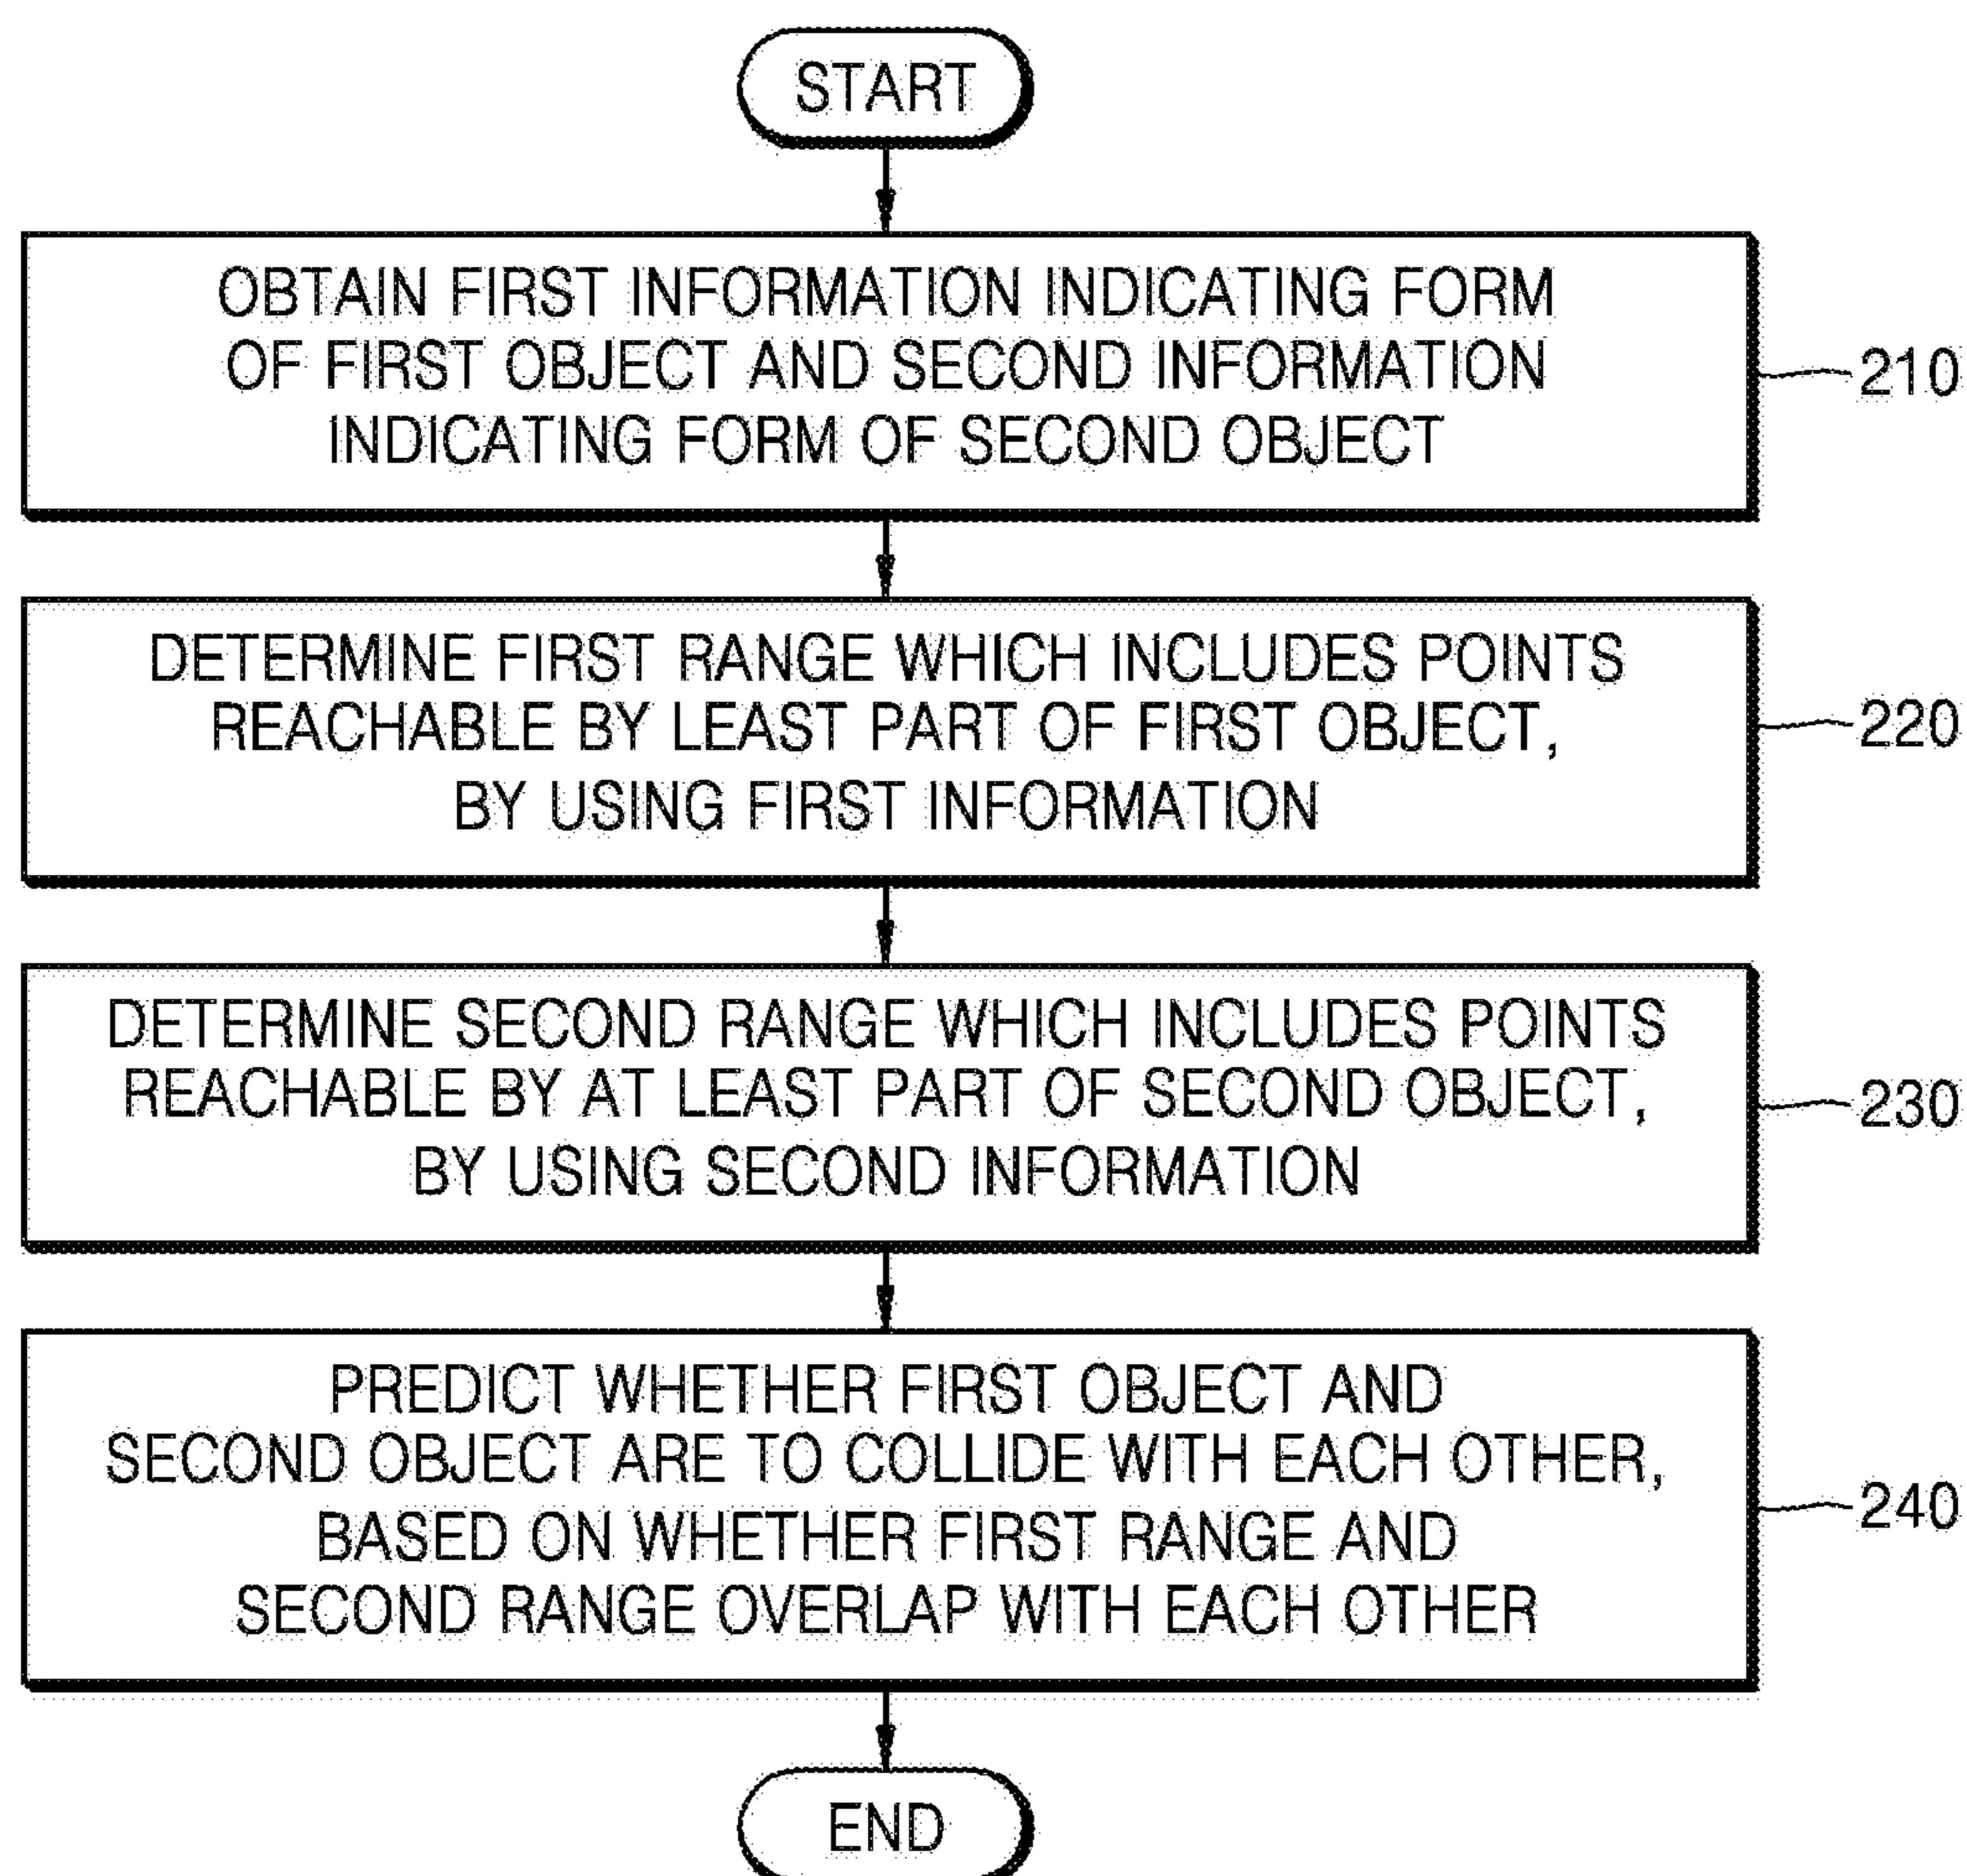 START
OBTAIN FIRST INFORMATION INDICATING FORM
OF FIRST OBJECT AND SECOND INFORMATION
INDICATING FORM OF SECOND OBJECT
210
DETERMINE FIRST RANGE WHICH INCLUDES POINTS
REACHABLE BY LEAST PART OF FIRST OBJECT,
BY USING FIRST INFORMATION
220
DETERMINE SECOND RANGE WHICH INCLUDES POINTS
REACHABLE BY AT LEAST PART OF SECOND OBJECT,
BY USING SECOND INFORMATION
230
PREDICT WHETHER FIRST OBJECT AND
SECOND OBJECT ARE TO COLLIDE WITH EACH OTHER,
BASED ON WHETHER FIRST RANGE AND
SECOND RANGE OVERLAP WITH EACH OTHER
240
END